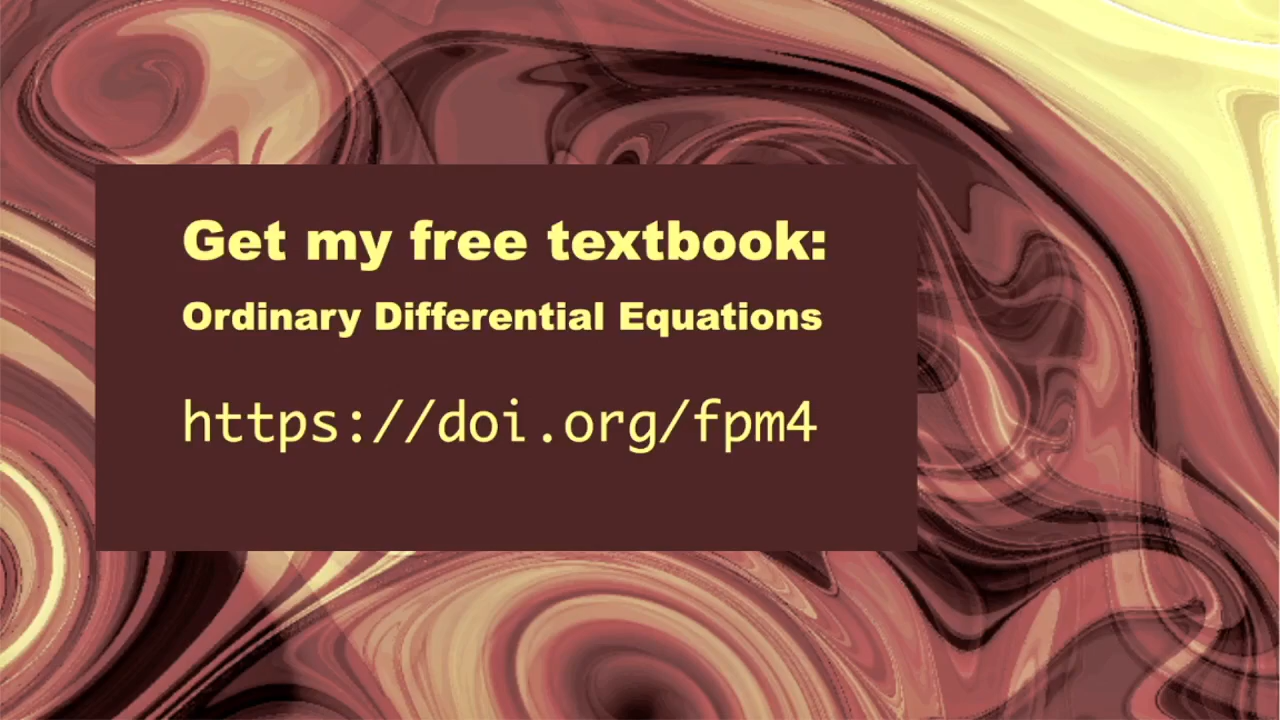 Get my free textbook:
Ordinary Differential Equations
https://doi.org/fpm4